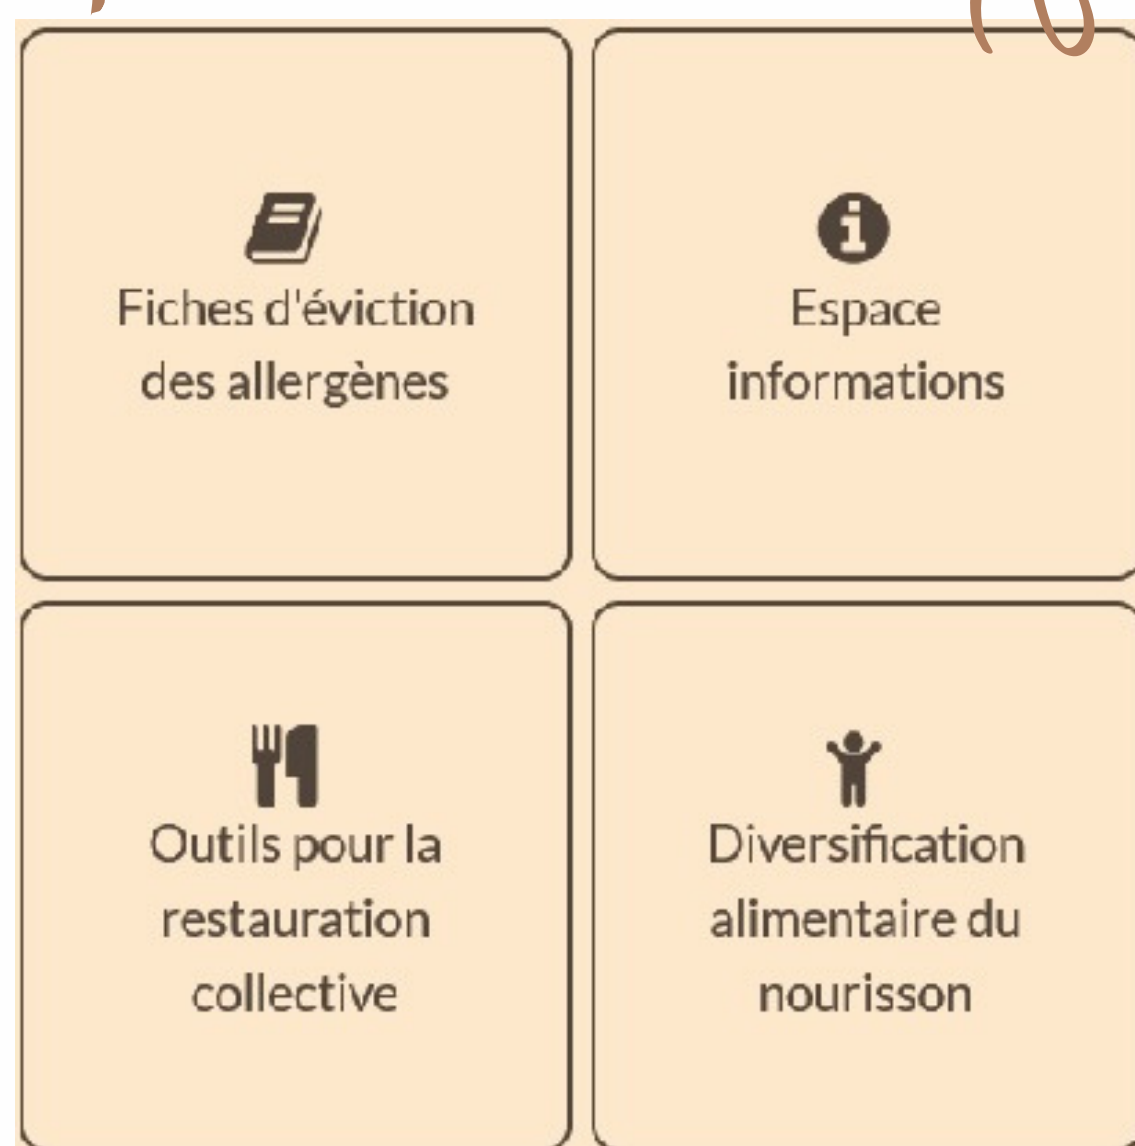 Fiches d'éviction
des allergènes
Espace
informations
Outils pour la
restauration
collective
Diversification
alimentaire du
nourisson